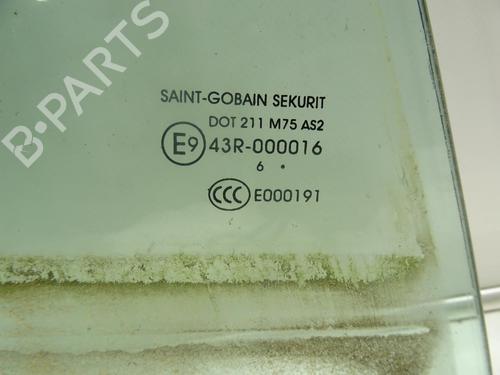 B-PARTS
SAINT-GOBAIN SEKURIT
DOT 211 M75 AS2
E9 43R-000016
6 •
CCC E000191